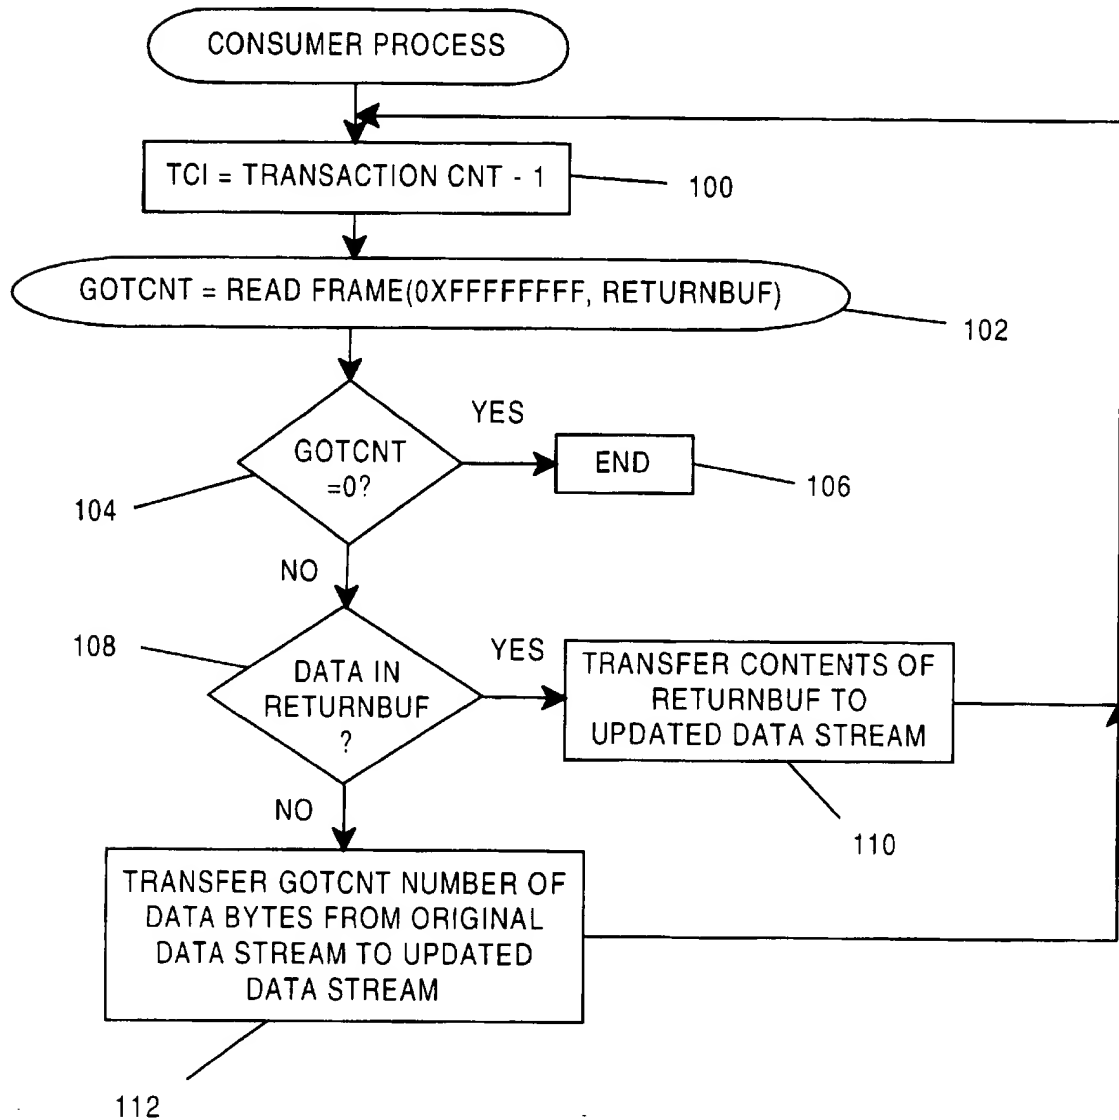 CONSUMER PROCESS
TCI = TRANSACTION CNT - 1
100
GOTCNT = READ FRAME(0XFFFFFFFF, RETURNBUF)
102
GOTCNT
=0?
YES
END
104
106
NO
108
DATA IN
RETURNBUF
?
YES
TRANSFER CONTENTS OF
RETURNBUF TO
UPDATED DATA STREAM
110
NO
TRANSFER GOTCNT NUMBER OF
DATA BYTES FROM ORIGINAL
DATA STREAM TO UPDATED
DATA STREAM
112